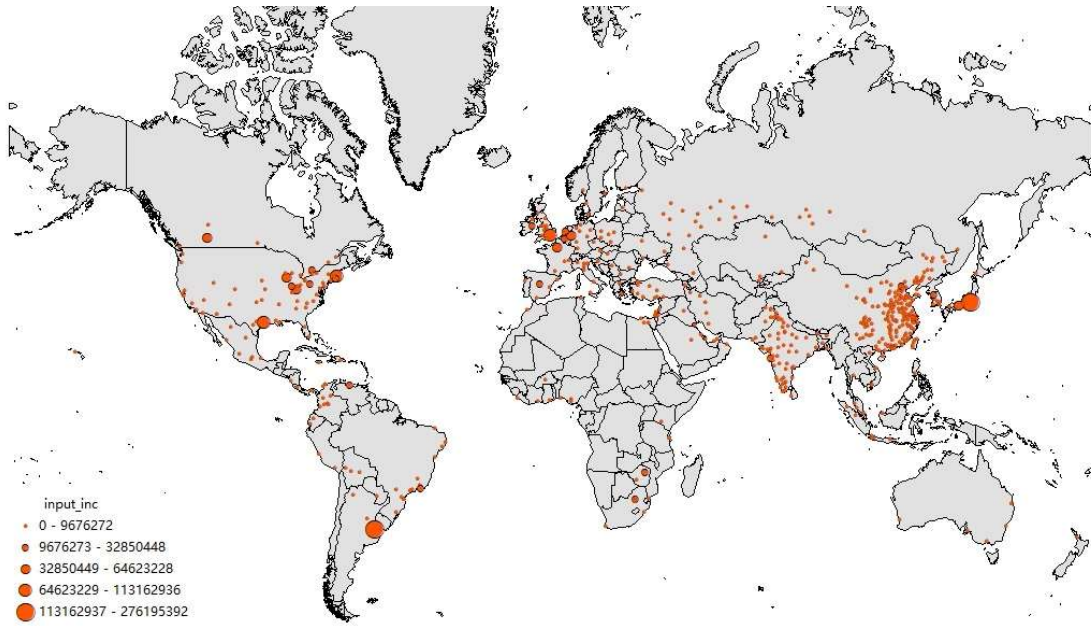 input_inc
0 - 9676272
9676273 - 32850448
32850449 - 64623228
64623229 - 113162936
113162937 - 276195392